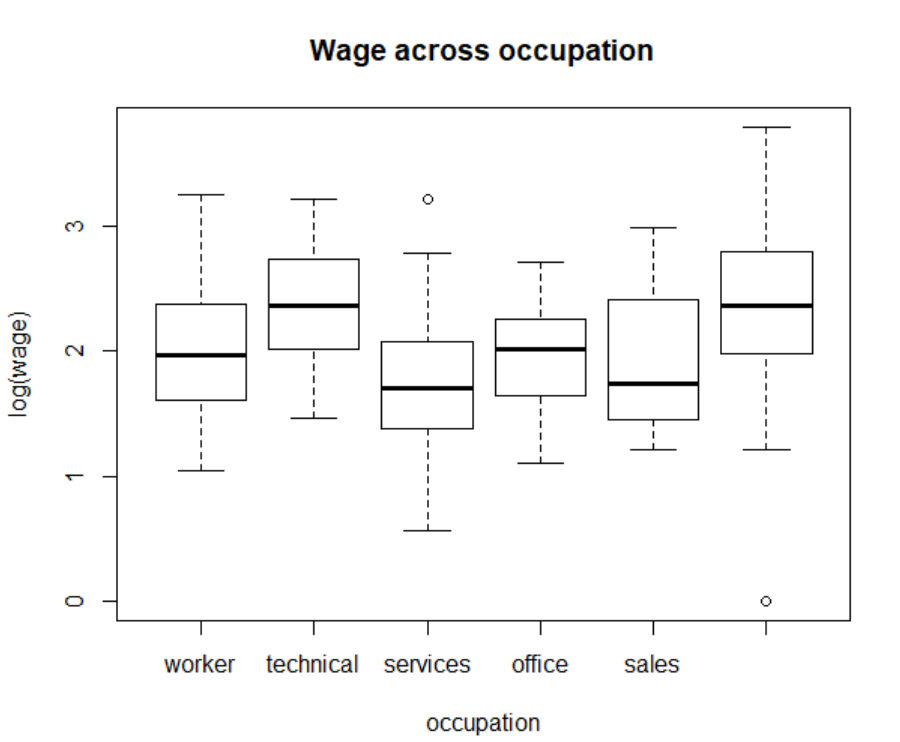 Wage across occupation
log(wage)
3
2
1
0
worker technical services office sales
occupation